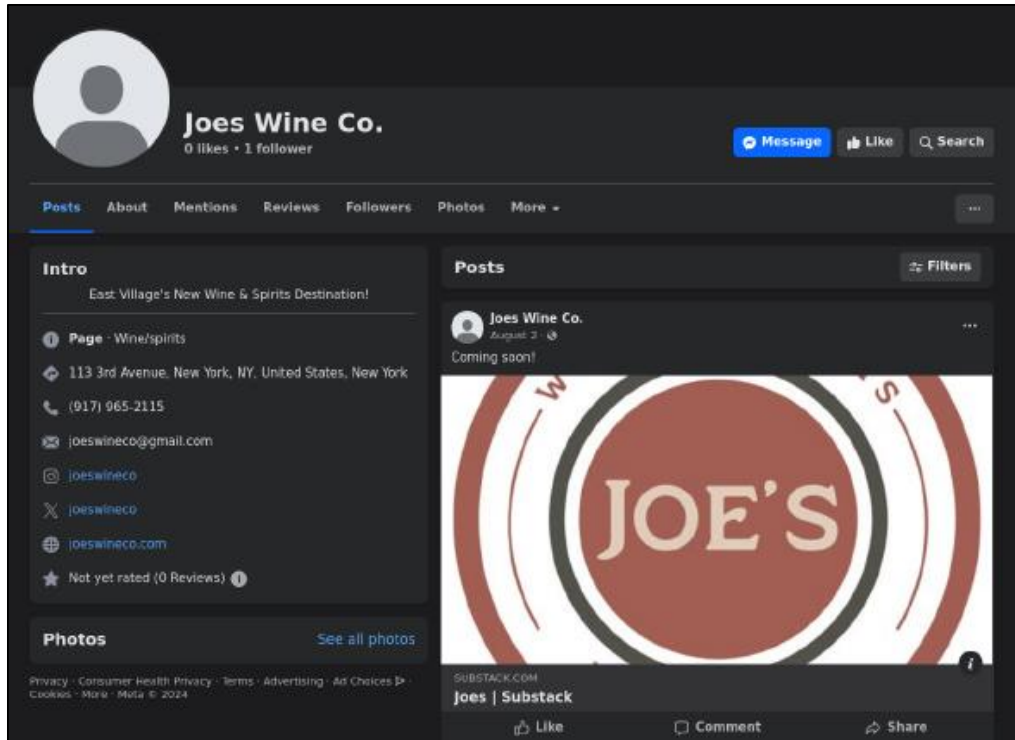 Joes Wine Co.
0 likes • 1 follower
Message
Like
Search
Posts
About
Mentions
Reviews
Followers
Photos
More
Intro
East Village's New Wine & Spirits Destination!
Page · Wine/spirits
113 3rd Avenue, New York, NY, United States, New York
(917) 965-2115
joeswineco@gmail.com
joeswineco
joeswineco
joeswineco.com
Not yet rated (0 Reviews)
Photos
See all photos
Privacy · Consumer Health Privacy · Terms · Advertising · Ad Choices ·
Cookies · More · Meta © 2024
Posts
Filters
Joes Wine Co.
August 2 ·
Coming soon!
W
S
JOE'S
SUBSTACK.COM
Joes | Substack
Like
Comment
Share